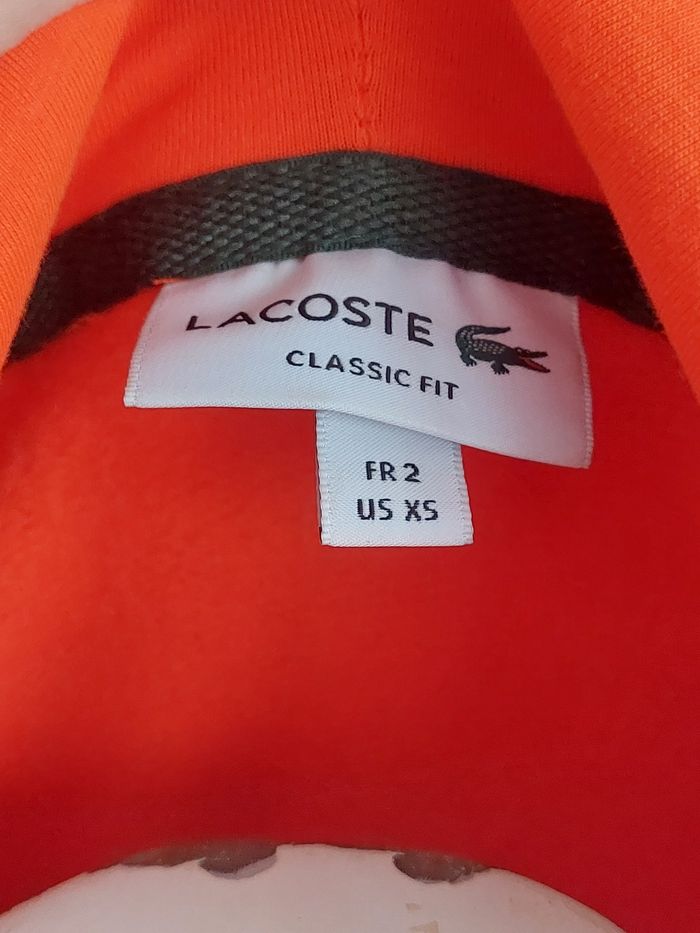 LACOSTE
CLASSIC FIT
FR 2
US XS